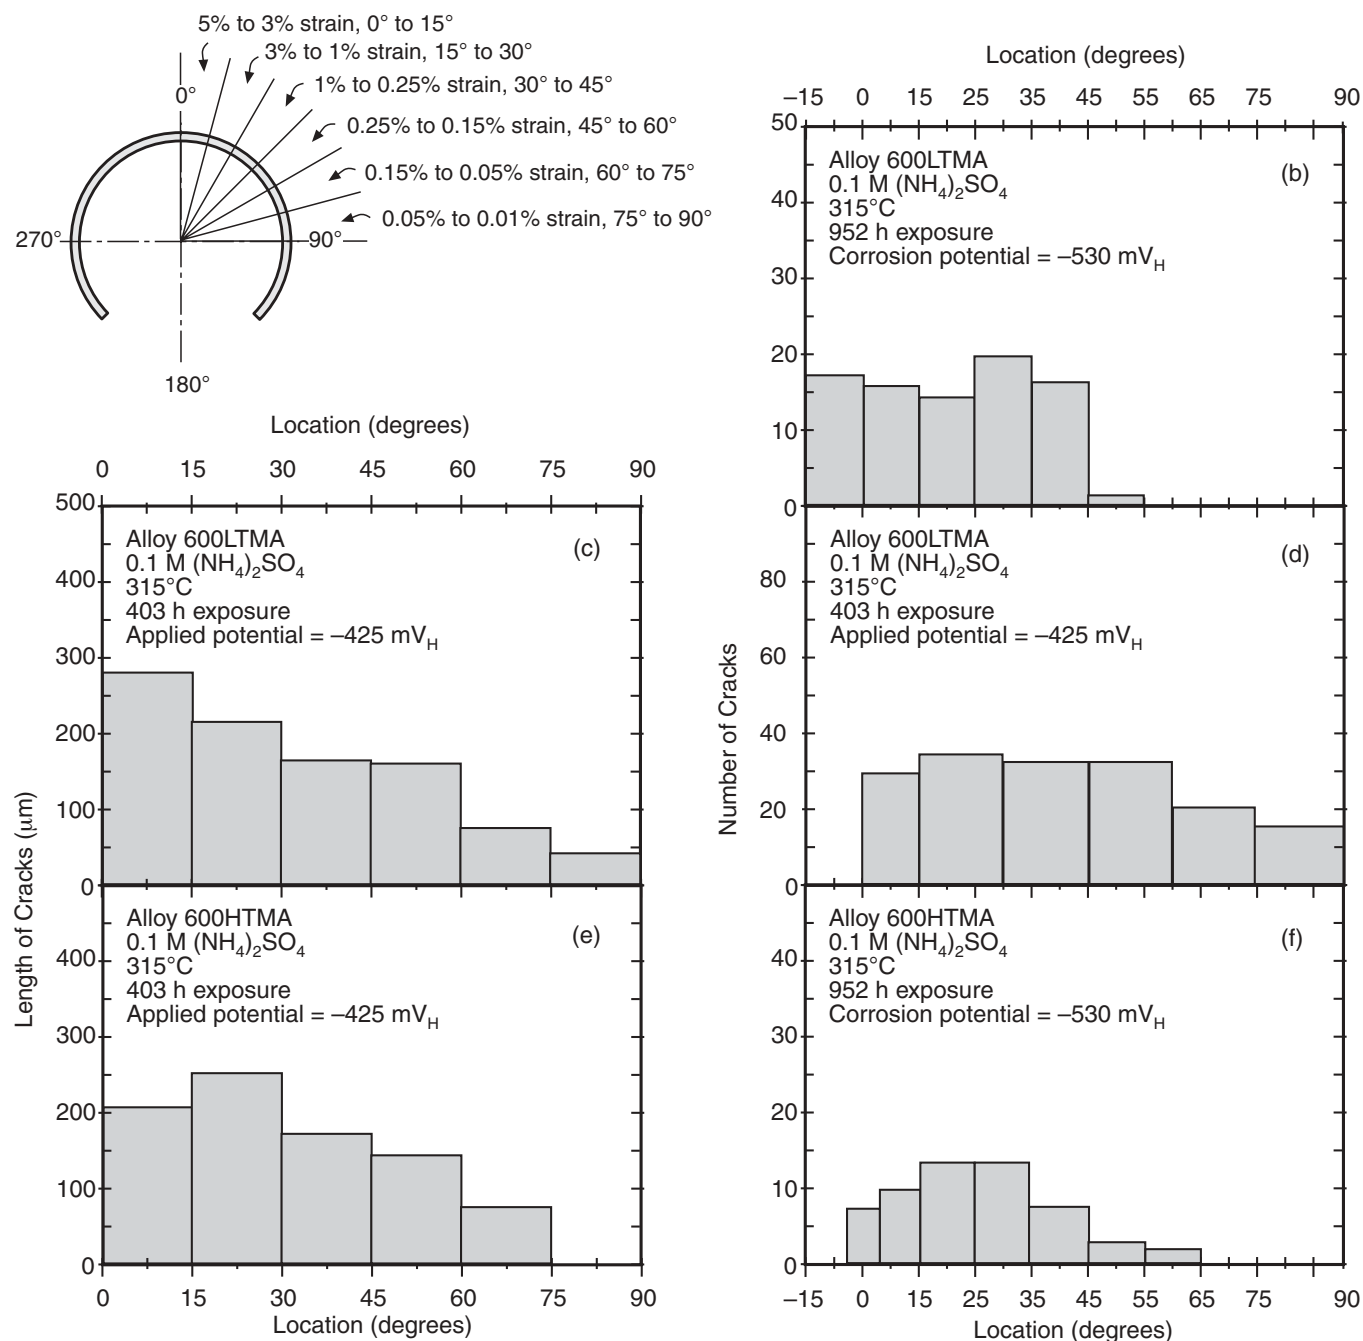 5% to 3% strain, 0° to 15°
3% to 1% strain, 15° to 30°
1% to 0.25% strain, 30° to 45°
0°
0.25% to 0.15% strain, 45° to 60°
0.15% to 0.05% strain, 60° to 75°
0.05% to 0.01% strain, 75° to 90°
270°
90°
180°
Location (degrees)
–15 0 15 25 35 45 55 65 75 90
50
40
30
20
10
0
Alloy 600LTMA
0.1 M (NH₄)₂SO₄
315°C
952 h exposure
Corrosion potential = –530 mV_H
(b)
Location (degrees)
0 15 30 45 60 75 90
500
400
300
200
100
0
Alloy 600LTMA
0.1 M (NH₄)₂SO₄
315°C
403 h exposure
Applied potential = –425 mV_H
(c)
80
60
40
20
0
Alloy 600LTMA
0.1 M (NH₄)₂SO₄
315°C
403 h exposure
Applied potential = –425 mV_H
(d)
Length of Cracks (μm)
Number of Cracks
400
300
200
100
0
Alloy 600HTMA
0.1 M (NH₄)₂SO₄
315°C
403 h exposure
Applied potential = –425 mV_H
(e)
0 15 30 45 60 75 90
Location (degrees)
40
30
20
10
0
Alloy 600HTMA
0.1 M (NH₄)₂SO₄
315°C
952 h exposure
Corrosion potential = –530 mV_H
(f)
–15 0 15 25 35 45 55 65 75 90
Location (degrees)